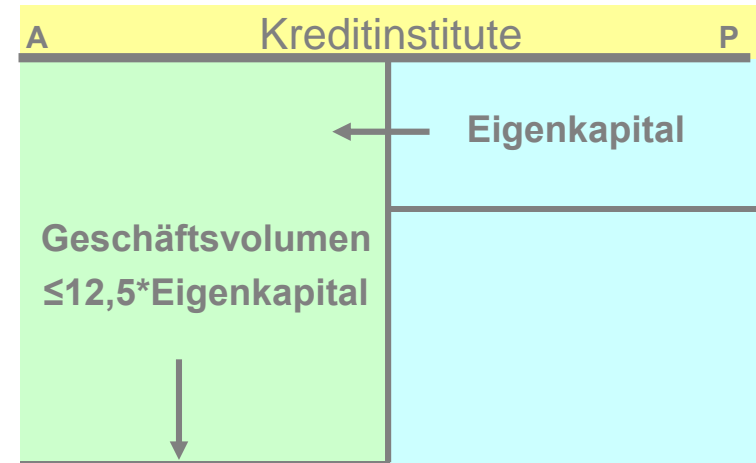 A Kreditinstitute P
Eigenkapital
Geschäftsvolumen
≤12,5*Eigenkapital